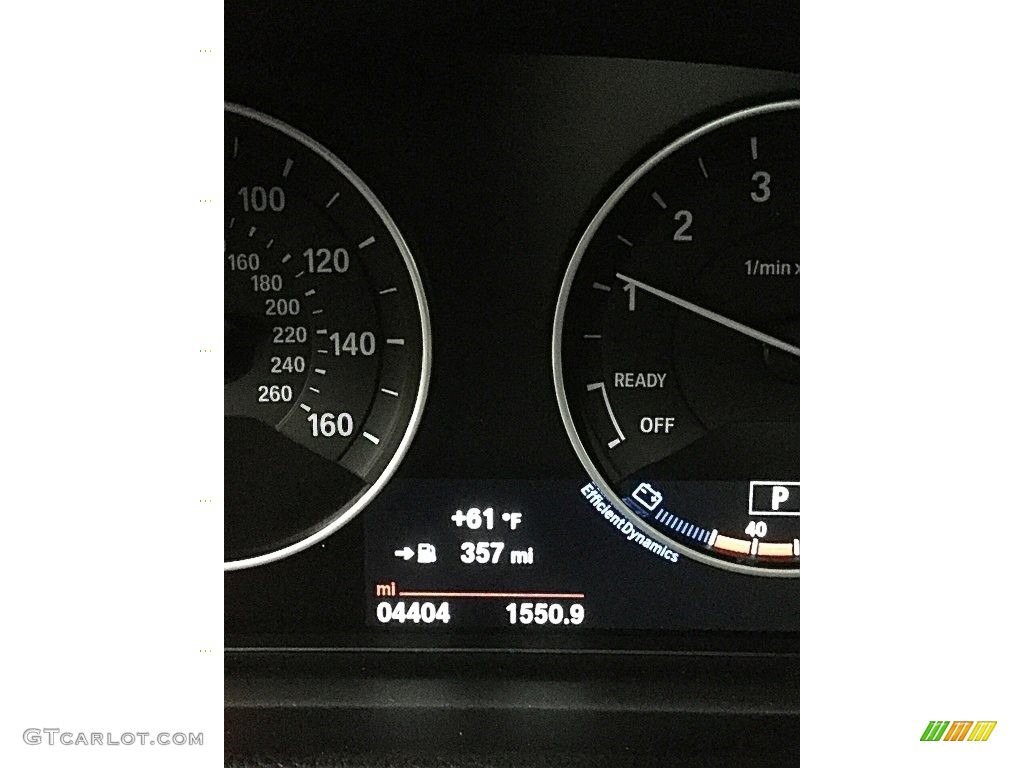 100
120
140
160
160
180
200
220
240
260
3
2
1
1/min x
READY
OFF
P
40
EfficientDynamics
+61 °F
357 mi
mi
04404 1550.9
GTCARLOT.COM